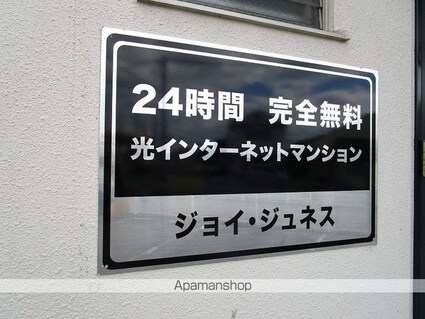 24時間 完全無料
光インターネットマンション
ジョイ・ジュネス
Apamanshop